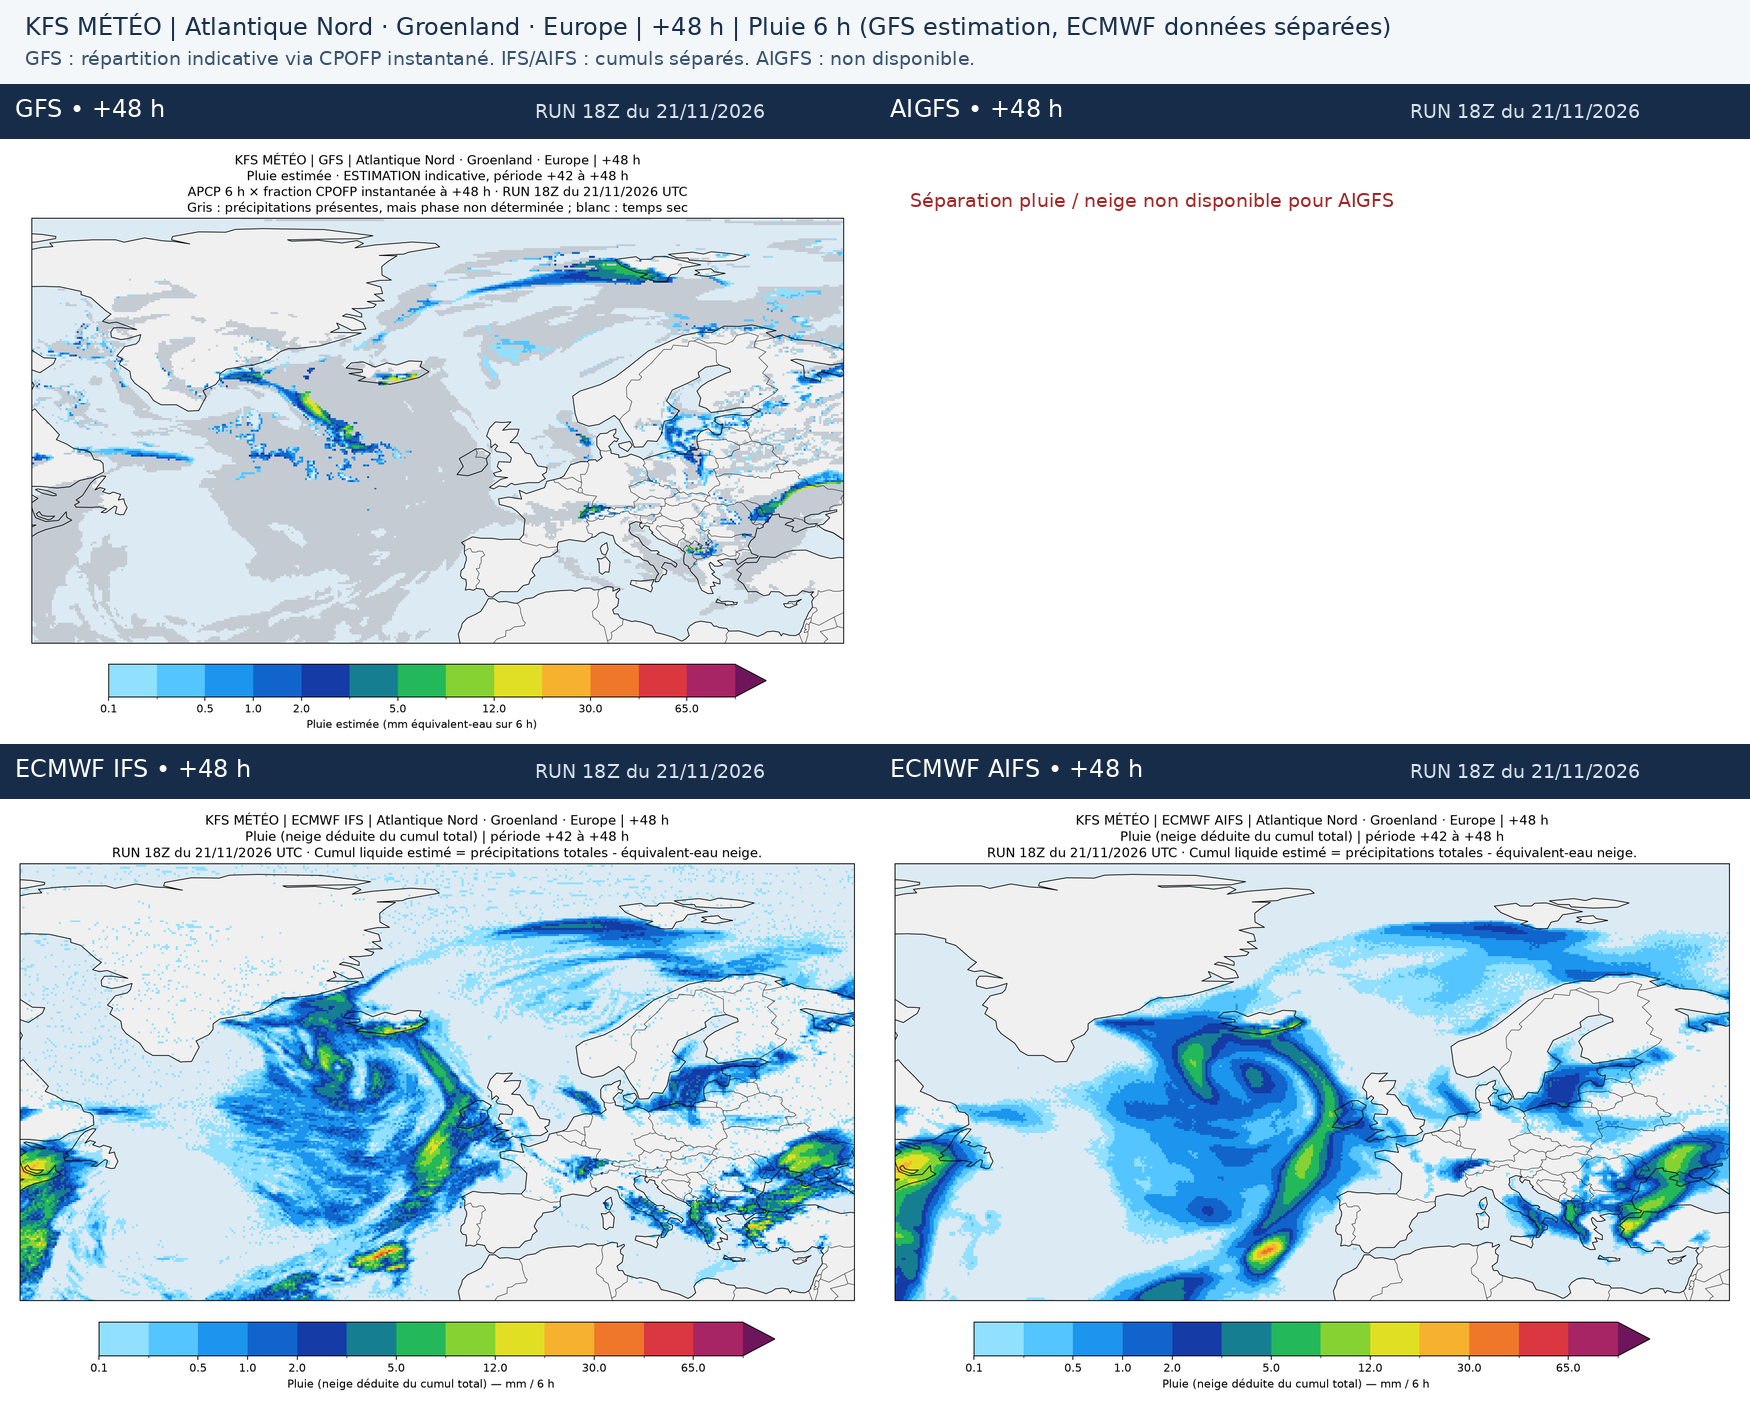 KFS MÉTÉO | Atlantique Nord · Groenland · Europe | +48 h | Pluie 6 h (GFS estimation, ECMWF données séparées)
GFS : répartition indicative via CPOFP instantané. IFS/AIFS : cumuls séparés. AIGFS : non disponible.
GFS • +48 h
RUN 18Z du 21/11/2026
AIGFS • +48 h
RUN 18Z du 21/11/2026
KFS MÉTÉO | GFS | Atlantique Nord · Groenland · Europe | +48 h
Pluie estimée · ESTIMATION indicative, période +42 à +48 h
APCP 6 h × fraction CPOFP instantanée à +48 h · RUN 18Z du 21/11/2026 UTC
Gris : précipitations présentes, mais phase non déterminée ; blanc : temps sec
Séparation pluie / neige non disponible pour AIGFS
0.1 0.5 1.0 2.0 5.0 12.0 30.0 65.0
Pluie estimée (mm équivalent-eau sur 6 h)
ECMWF IFS • +48 h
RUN 18Z du 21/11/2026
ECMWF AIFS • +48 h
RUN 18Z du 21/11/2026
KFS MÉTÉO | ECMWF IFS | Atlantique Nord · Groenland · Europe | +48 h
Pluie (neige déduite du cumul total) | période +42 à +48 h
RUN 18Z du 21/11/2026 UTC · Cumul liquide estimé = précipitations totales - équivalent-eau neige.
KFS MÉTÉO | ECMWF AIFS | Atlantique Nord · Groenland · Europe | +48 h
Pluie (neige déduite du cumul total) | période +42 à +48 h
RUN 18Z du 21/11/2026 UTC · Cumul liquide estimé = précipitations totales - équivalent-eau neige.
0.1 0.5 1.0 2.0 5.0 12.0 30.0 65.0
Pluie (neige déduite du cumul total) — mm / 6 h
0.1 0.5 1.0 2.0 5.0 12.0 30.0 65.0
Pluie (neige déduite du cumul total) — mm / 6 h